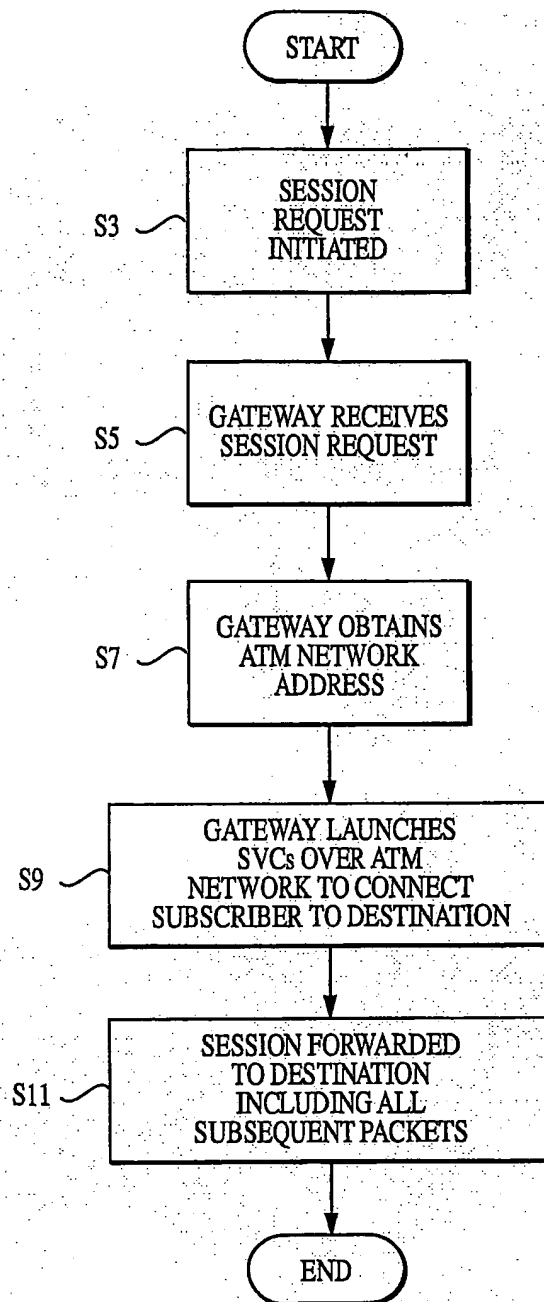 START
S3
SESSION
REQUEST
INITIATED
S5
GATEWAY RECEIVES
SESSION REQUEST
S7
GATEWAY OBTAINS
ATM NETWORK
ADDRESS
S9
GATEWAY LAUNCHES
SVCs OVER ATM
NETWORK TO CONNECT
SUBSCRIBER TO DESTINATION
S11
SESSION FORWARDED
TO DESTINATION
INCLUDING ALL
SUBSEQUENT PACKETS
END